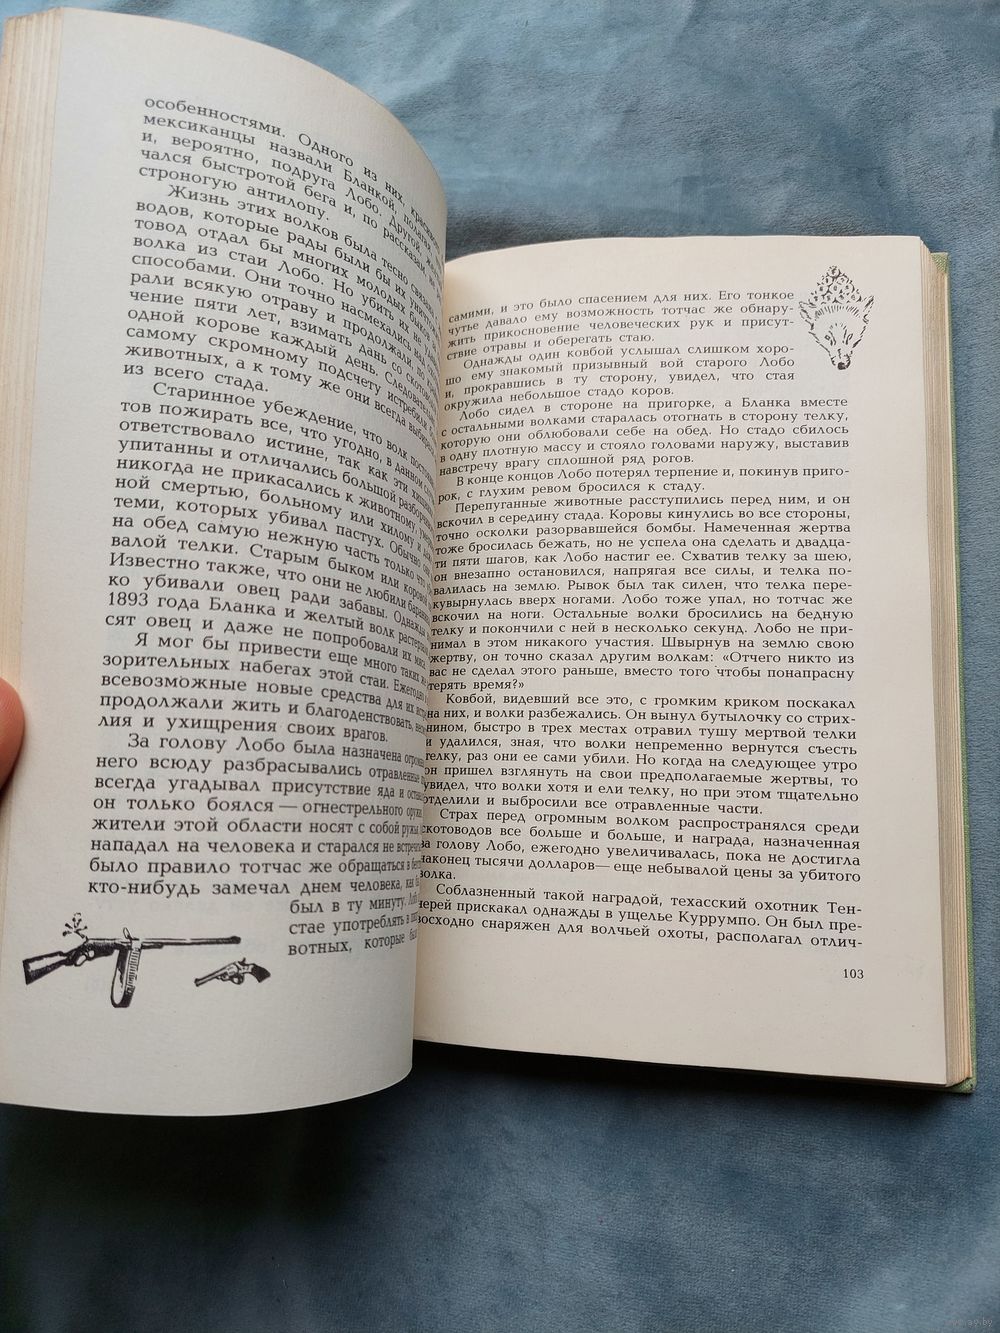 особенностями. Одного из них,
мексиканцы назвали Бланкой, полагая
и, вероятно, подруга Лобо. Другой,
чался быстротой бега и, по рассказам
строногую антилопу.
Жизнь этих волков была тесно связана
водов, которые рады были бы их
товод отдал бы многих молодых
волка из стаи Лобо. Но убить их не
способами. Они точно насмехались над
рали всякую отраву и продолжали, по
чение пяти лет, взимать дань со
одной корове каждый день. Следовательно
самому скромному подсчету истребили
животных, а к тому же они всегда
из всего стада.
Старинное убеждение, что волк
тов пожирать все, что угодно, в данном
ответствовало истине, так как эти
упитанны и отличались большой
никогда не прикасались к животному,
ной смертью, больному или хилому и
теми, которых убивал пастух. Обычно они
на обед самую нежную часть только что
валой телки. Старым быком или коровой
Известно также, что они не любили
ко убивали овец ради забавы. Однажды
1893 года Бланка и желтый волк
сят овец и даже не попробовали их мяса
Я мог бы привести еще много таких же
зорительных набегах этой стаи. Ежегодно
всевозможные новые средства для их
продолжали жить и благоденствовать,
лия и ухищрения своих врагов.
За голову Лобо была назначена
него всюду разбрасывались отравленные
всегда угадывал присутствие яда и
он только боялся — огнестрельного
жители этой области носят с собой ружья,
нападал на человека и старался не
было правило тотчас же обращаться в
кто-нибудь замечал днем человека, как бы
был в ту минуту. Лобо
стае употреблять в
вотных, которые
самими, и это было спасением для них. Его тонкое
чутье давало ему возможность тотчас же обнару-
жить прикосновение человеческих рук и присут-
ствие отравы и оберегать стаю.
Однажды один ковбой услышал слишком хоро-
шо ему знакомый призывный вой старого Лобо
и, прокравшись в ту сторону, увидел, что стая
окружила небольшое стадо коров.
Лобо сидел в стороне на пригорке, а Бланка вместе
с остальными волками старалась отогнать в сторону телку,
которую они облюбовали себе на обед. Но стадо сбилось
в одну плотную массу и стояло головами наружу, выставив
навстречу врагу сплошной ряд рогов.
В конце концов Лобо потерял терпение и, покинув приго-
рок, с глухим ревом бросился к стаду.
Перепуганные животные расступились перед ним, и он
вскочил в середину стада. Коровы кинулись во все стороны,
точно осколки разорвавшейся бомбы. Намеченная жертва
тоже бросилась бежать, но не успела она сделать и двадца-
ти пяти шагов, как Лобо настиг ее. Схватив телку за шею,
он внезапно остановился, напрягая все силы, и телка по-
валилась на землю. Рывок был так силен, что телка пере-
кувырнулась вверх ногами. Лобо тоже упал, но тотчас же
вскочил на ноги. Остальные волки бросились на бедную
телку и покончили с ней в несколько секунд. Лобо не при-
нимал в этом никакого участия. Швырнув на землю свою
жертву, он точно сказал другим волкам: «Отчего никто из
вас не сделал этого раньше, вместо того чтобы понапрасну
терять время?»
Ковбой, видевший все это, с громким криком поскакал
на них, и волки разбежались. Он вынул бутылочку со стрих-
нином, быстро в трех местах отравил тушу мертвой телки
и удалился, зная, что волки непременно вернутся съесть
телку, раз они ее сами убили. Но когда на следующее утро
он пришел взглянуть на свои предполагаемые жертвы, то
увидел, что волки хотя и ели телку, но при этом тщательно
отделили и выбросили все отравленные части.
Страх перед огромным волком распространялся среди
скотоводов все больше и больше, и награда, назначенная
за голову Лобо, ежегодно увеличивалась, пока не достигла
наконец тысячи долларов— еще небывалой цены за убитого
волка.
Соблазненный такой наградой, техасский охотник Тен-
нерей прискакал однажды в ущелье Куррумпо. Он был пре-
восходно снаряжен для волчьей охоты, располагал отлич-
103